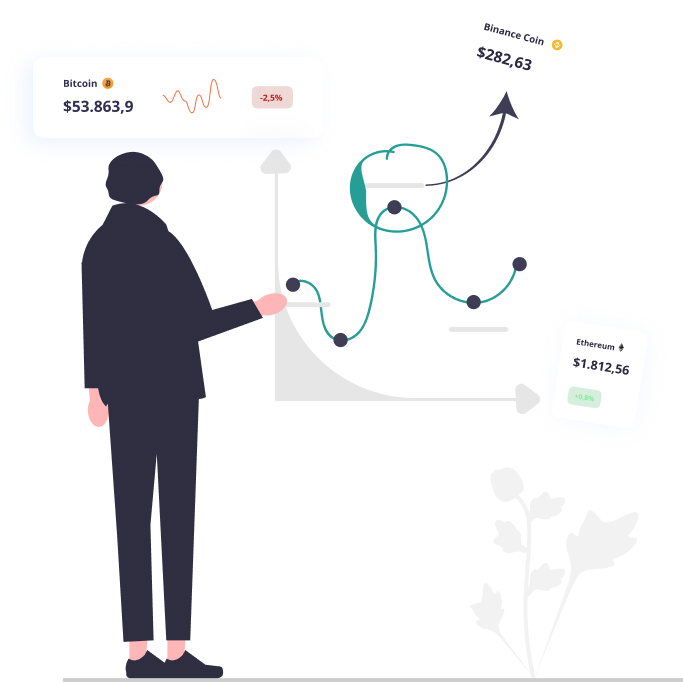 Binance Coin
$282,63
Bitcoin
$53.863,9
-2,5%
Ethereum
$1.812,56
+0,8%